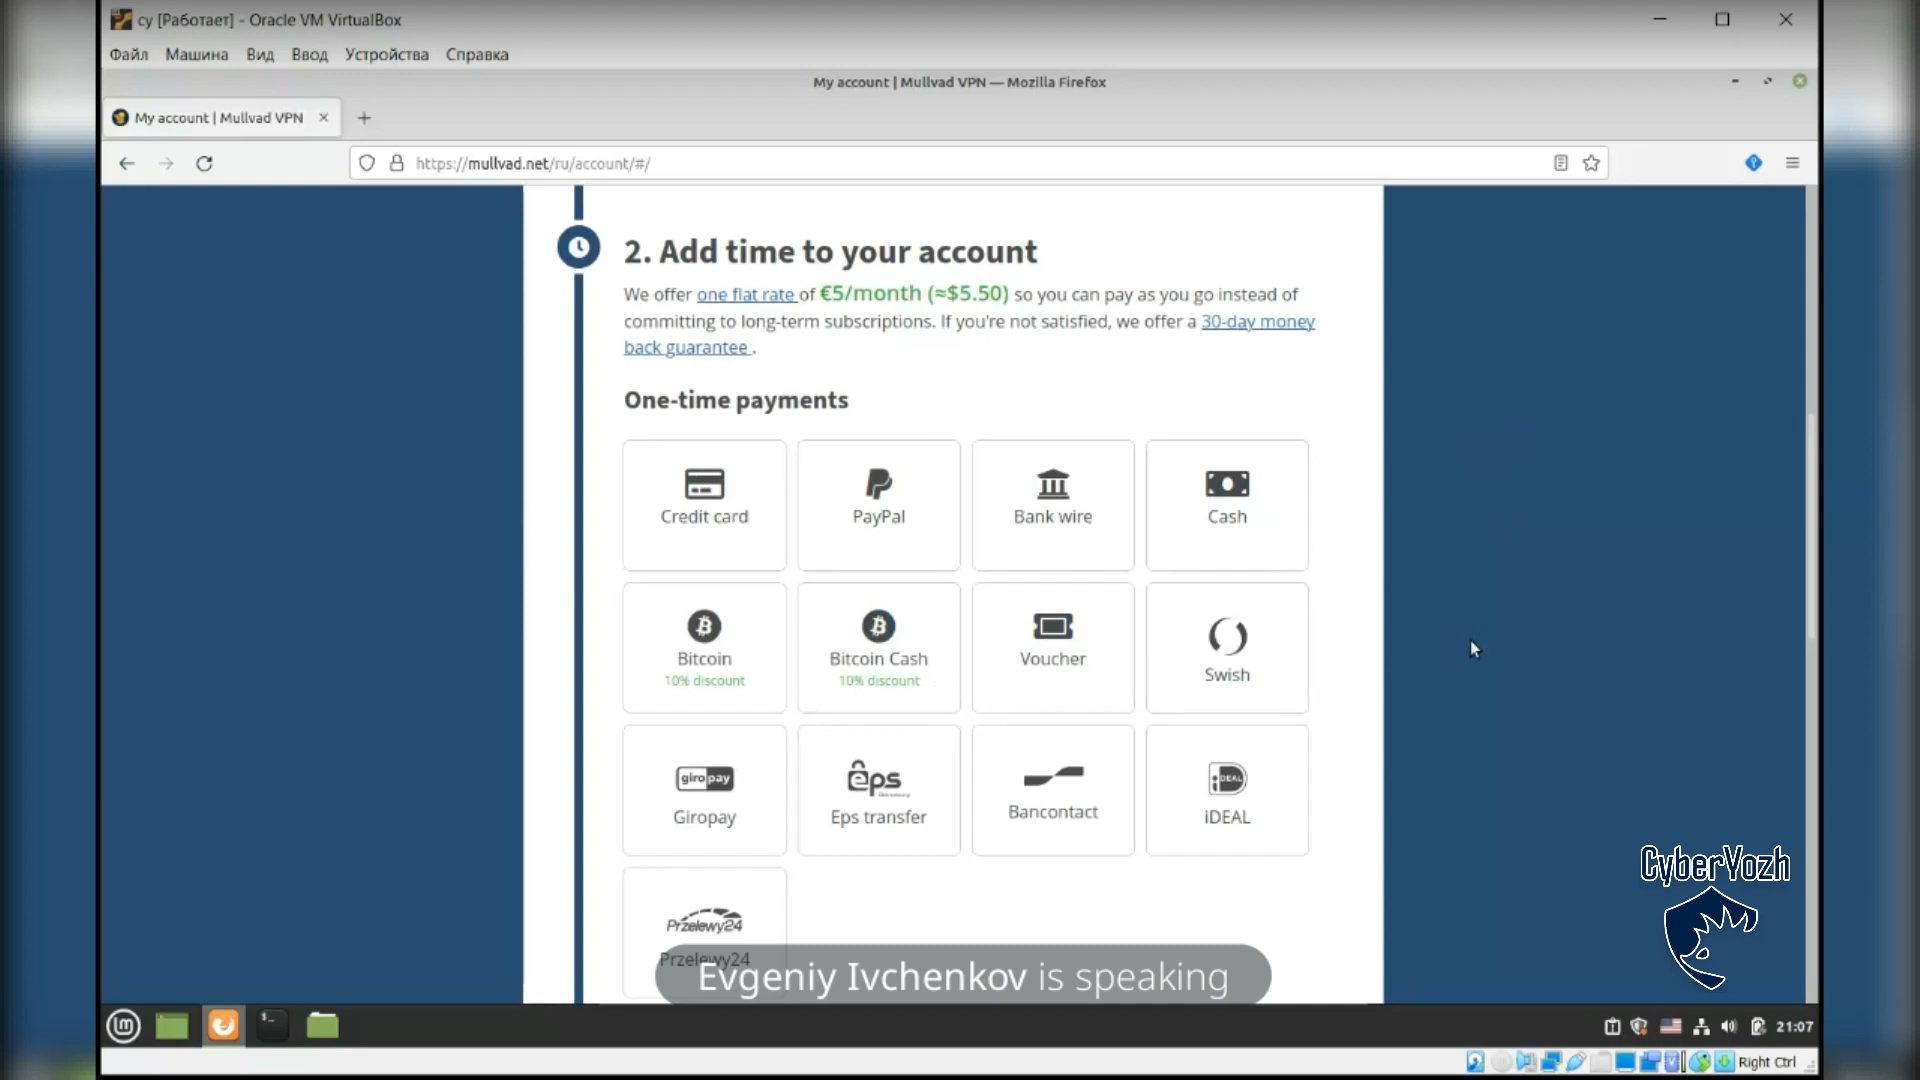 су [Работает] - Oracle VM VirtualBox
Файл Машина Вид Ввод Устройства Справка
My account | Mullvad VPN — Mozilla Firefox
My account | Mullvad VPN
https://mullvad.net/ru/account/#/
2. Add time to your account
We offer one flat rate of €5/month (≈$5.50) so you can pay as you go instead of
committing to long-term subscriptions. If you're not satisfied, we offer a 30-day money
back guarantee .
One-time payments
Credit card
PayPal
Bank wire
Cash
Bitcoin
10% discount
Bitcoin Cash
10% discount
Voucher
Swish
giropay
Giropay
eps
Eps transfer
Bancontact
iDEAL
iDEAL
Przelewy24
Przelewy24
Evgeniy Ivchenkov is speaking
CyberYozh
21:07
Right Ctrl